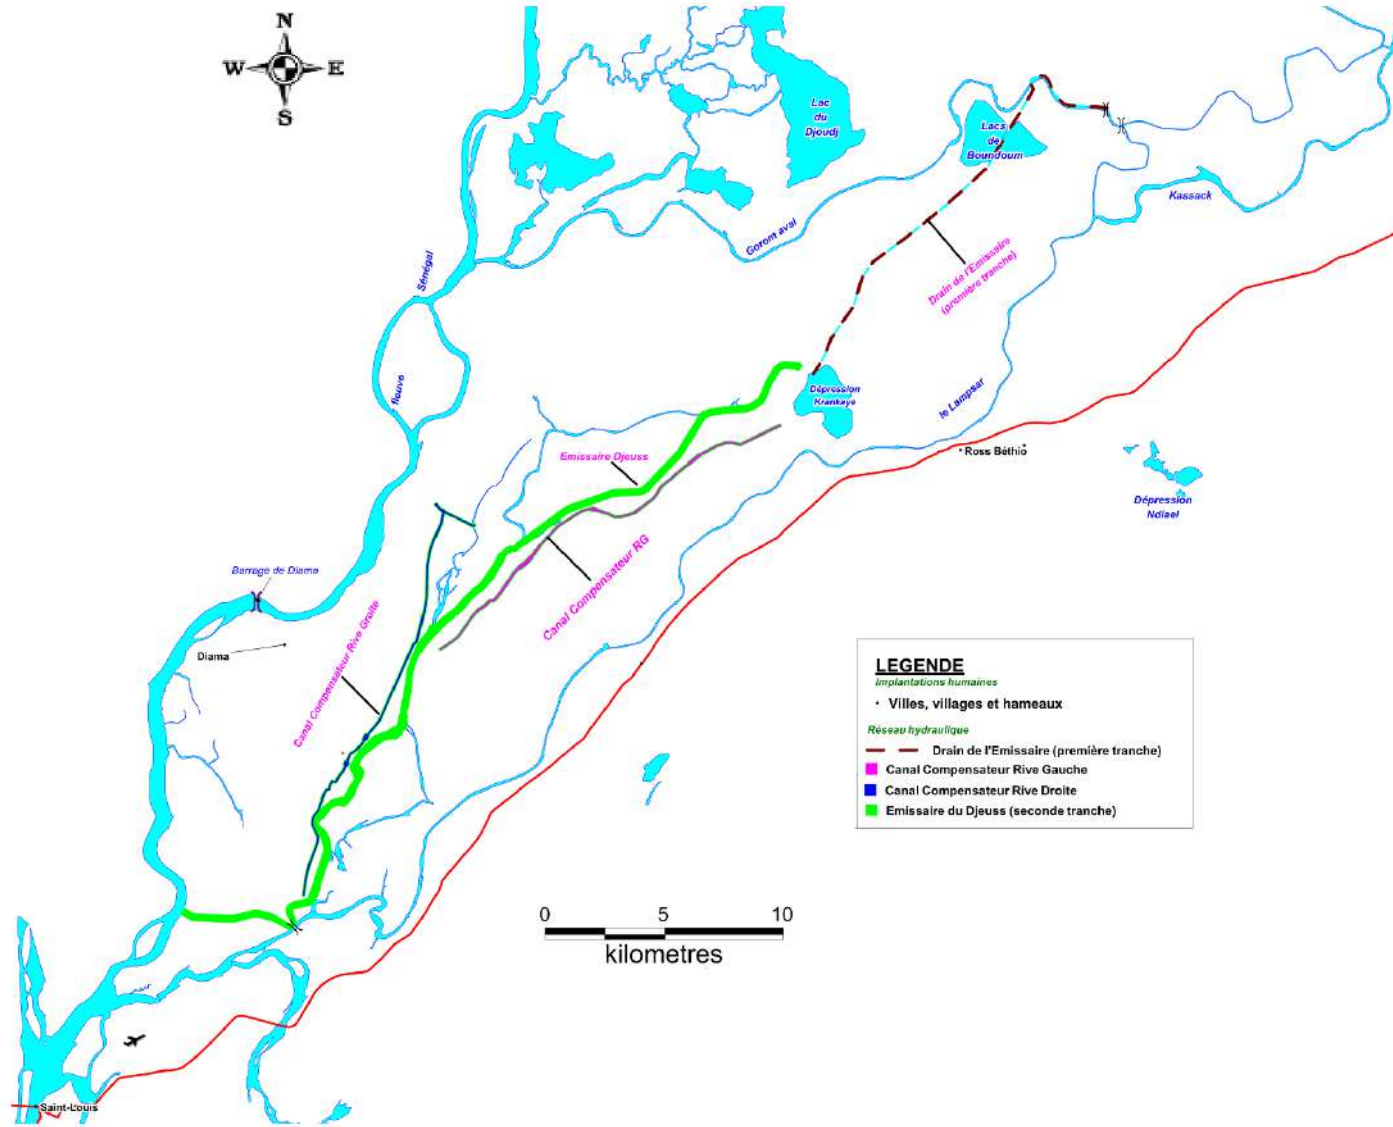 N
W
E
S
Lac
du
Djoudj
Lacs
de
Boundoum
Kassack
Goront aval
Sénégal
fleuve
Drain de l'Emissaire
(première tranche)
Dépression
Krankaye
le Lampsar
Ross Béthio
Emissaire Djeuss
Dépression
Ndiael
Canal Compensateur RG
Barrage de Diama
Canal Compensateur Rive Groite
Diama
LEGENDE
Implantations humaines
Villes, villages et hameaux
Réseau hydraulique
Drain de l'Emissaire (première tranche)
Canal Compensateur Rive Gauche
Canal Compensateur Rive Droite
Emissaire du Djeuss (seconde tranche)
0 5 10
kilometres
Saint-Louis